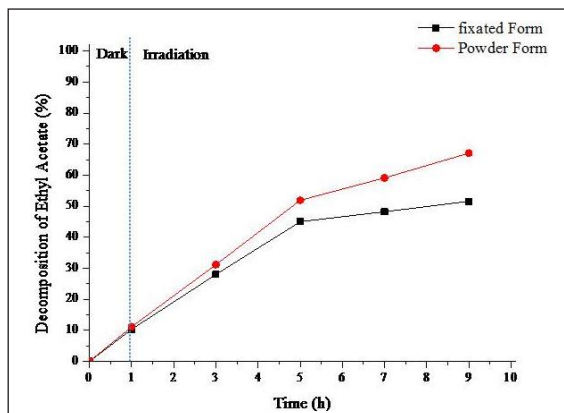 fixated Form
Powder Form
Dark
Irradiation
Decomposition of Ethyl Acetate (%)
100
90
80
70
60
50
40
30
20
10
0
0 1 2 3 4 5 6 7 8 9 10
Time (h)